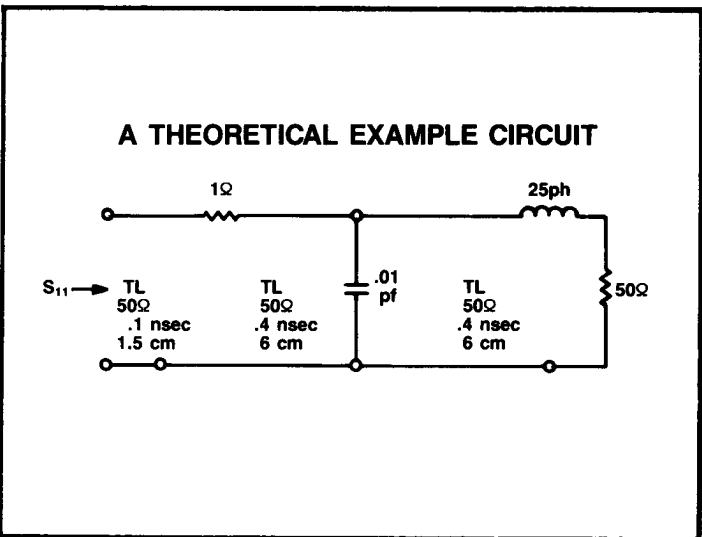 A THEORETICAL EXAMPLE CIRCUIT
1Ω
25ph
S₁₁
TL
50Ω
.1 nsec
1.5 cm
TL
50Ω
.4 nsec
6 cm
.01
pf
TL
50Ω
.4 nsec
6 cm
50Ω